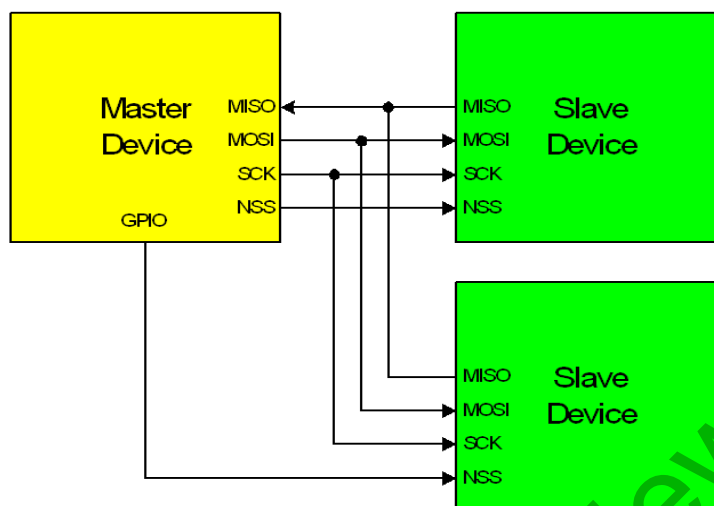 Master
Device
MISO
MOSI
SCK
NSS
GPIO
MISO
MOSI
SCK
NSS
Slave
Device
MISO
MOSI
SCK
NSS
Slave
Device